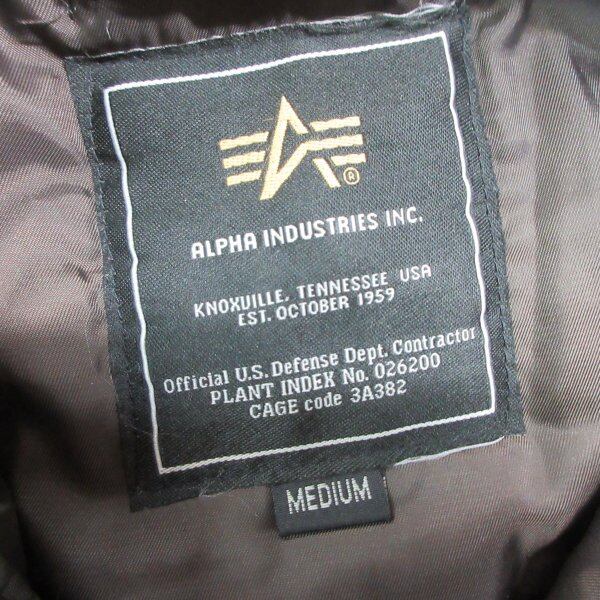 A
®
ALPHA INDUSTRIES INC.
KNOXVILLE, TENNESSEE USA
EST. OCTOBER 1959
Official U.S. Defense Dept. Contractor
PLANT INDEX No. 026200
CAGE code 3A382
MEDIUM